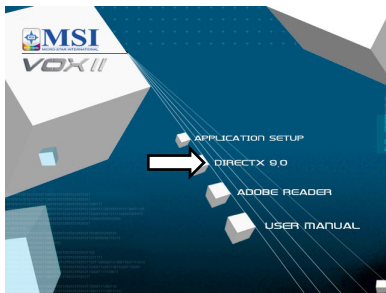 MSI
MICRO-STAR INTERNATIONAL
VOX II
APPLICATION SETUP
DIRECTX 9.0
ADOBE READER
USER MANUAL